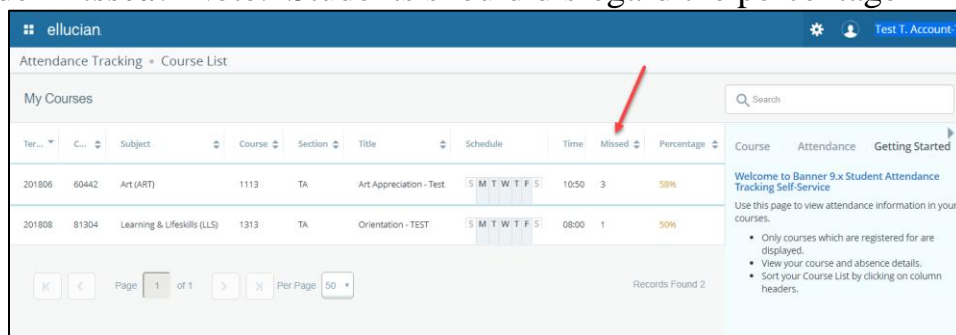 ellucian
Test T. Account-
Attendance Tracking • Course List
My Courses
Search
Ter... C... Subject Course Section Title Schedule Time Missed Percentage
201806 60442 Art (ART) 1113 TA Art Appreciation - Test S M T W T F S 10:50 3 58%
201808 81304 Learning & Lifeskills (LLS) 1313 TA Orientation - TEST S M T W T F S 08:00 1 50%
Page 1 of 1 Per Page 50 Records Found 2
Course Attendance Getting Started
Welcome to Banner 9.x Student Attendance
Tracking Self-Service
Use this page to view attendance information in your
courses.
• Only courses which are registered for are
displayed.
• View your course and absence details.
• Sort your Course List by clicking on column
headers.